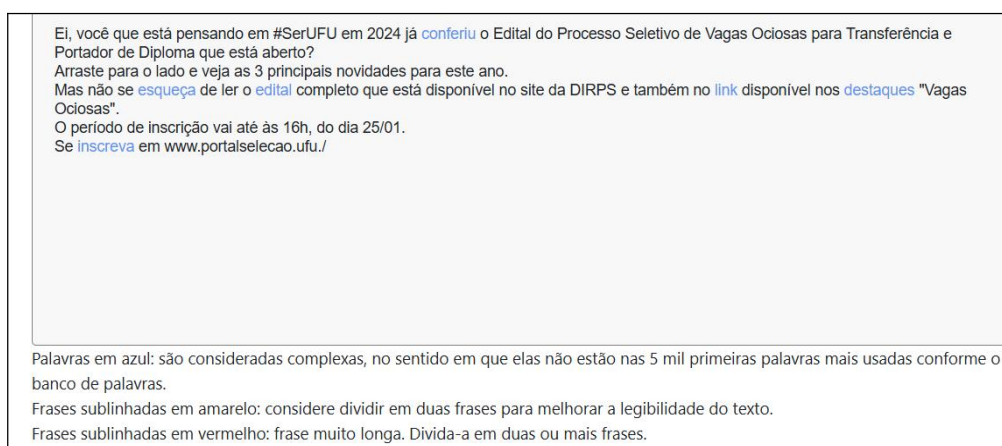 Ei, você que está pensando em #SerUFU em 2024 já conferiu o Edital do Processo Seletivo de Vagas Ociosas para Transferência e
Portador de Diploma que está aberto?
Arraste para o lado e veja as 3 principais novidades para este ano.
Mas não se esqueça de ler o edital completo que está disponível no site da DIRPS e também no link disponível nos destaques "Vagas
Ociosas".
O período de inscrição vai até às 16h, do dia 25/01.
Se inscreva em www.portalselecao.ufu./
Palavras em azul: são consideradas complexas, no sentido em que elas não estão nas 5 mil primeiras palavras mais usadas conforme o
banco de palavras.
Frases sublinhadas em amarelo: considere dividir em duas frases para melhorar a legibilidade do texto.
Frases sublinhadas em vermelho: frase muito longa. Divida-a em duas ou mais frases.